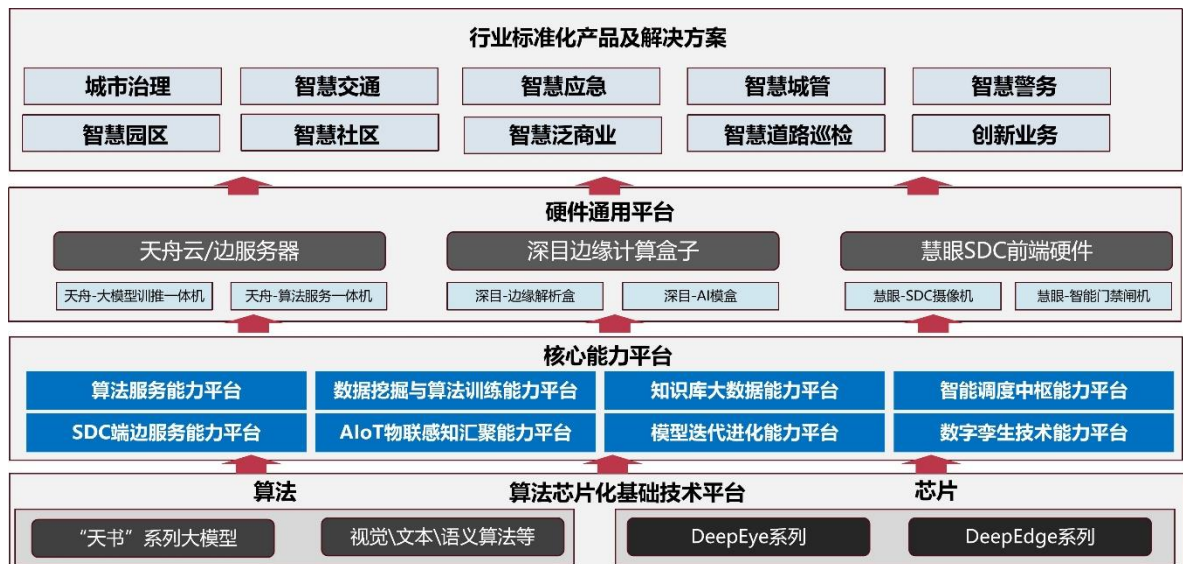 行业标准化产品及解决方案
城市治理 智慧交通 智慧应急 智慧城管 智慧警务
智慧园区 智慧社区 智慧泛商业 智慧道路巡检 创新业务
硬件通用平台
天舟云/边服务器 深目边缘计算盒子 慧眼SDC前端硬件
天舟-大模型训推一体机 天舟-算法服务一体机 深目-边缘解析盒 深目-AI模盒 慧眼-SDC摄像机 慧眼-智能门禁闸机
核心能力平台
算法服务能力平台 数据挖掘与算法训练能力平台 知识库大数据能力平台 智能调度中枢能力平台
SDC端边服务能力平台 AIoT物联感知汇聚能力平台 模型迭代进化能力平台 数字孪生技术能力平台
算法 算法芯片化基础技术平台 芯片
“天书”系列大模型 视觉\文本\语义算法等 DeepEye系列 DeepEdge系列